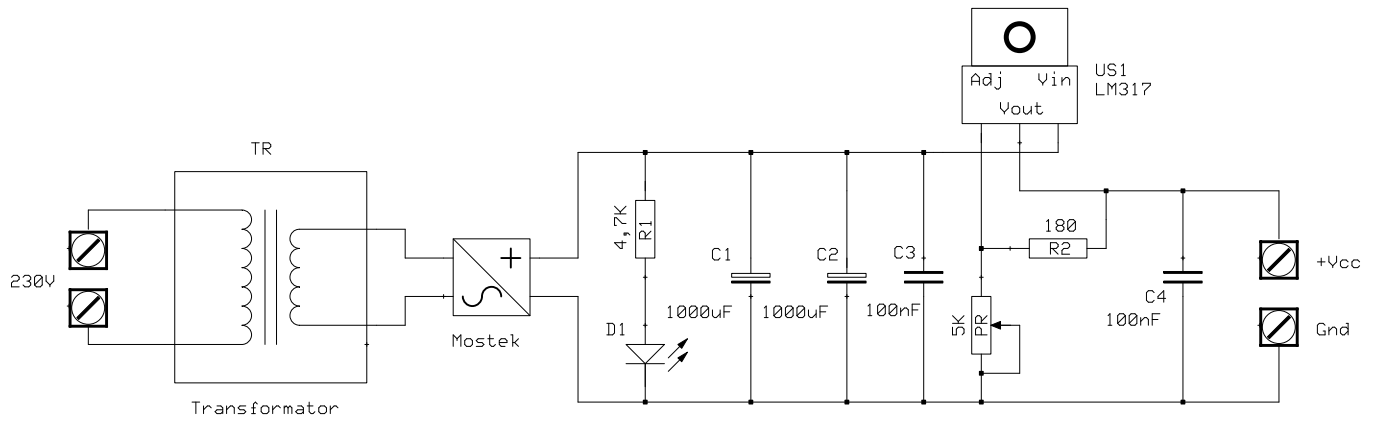 Adj Vin
Vout
US1
LM317
TR
230V
Transformator
+
Mostek
4,7K
R1
D1
C1
1000uF
C2
1000uF
C3
100nF
180
R2
5K
PR
C4
100nF
+Vcc
Gnd